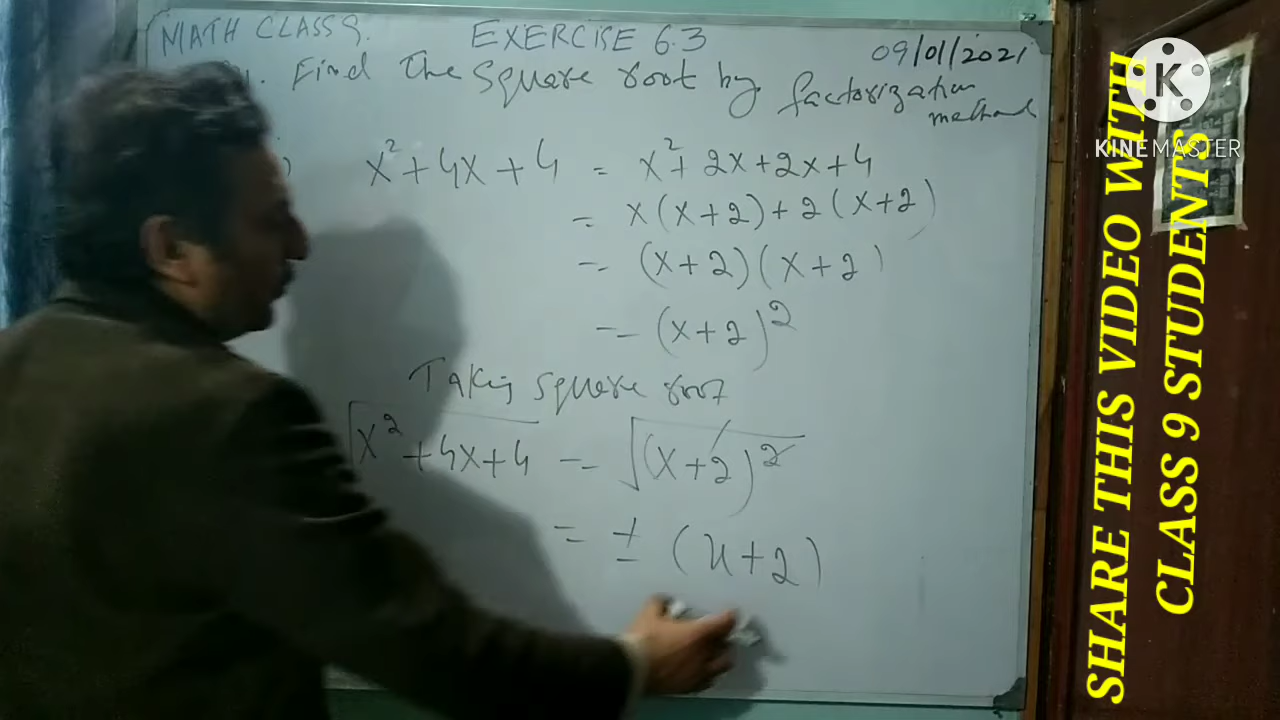 MATH CLASS 9. EXERCISE 6.3 09/01/2021
Find the square root by factorization
method
x² + 4x + 4 = x² + 2x + 2x + 4
= x(x+2) + 2(x+2)
= (x+2)(x+2)
= (x+2)²
Taking square root
√x² + 4x + 4 = √(x+2)²
= ± (x+2)
SHARE THIS VIDEO WITH
CLASS 9 STUDENTS
K
KINEMASTER